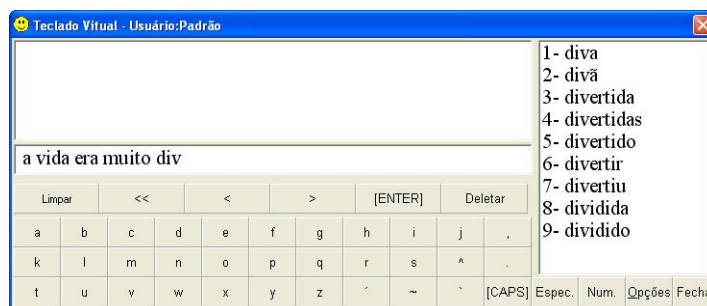 Teclado Vitual - Usuário:Padrão
a vida era muito div
1- diva
2- divã
3- divertida
4- divertidas
5- divertido
6- divertir
7- divertiu
8- dividida
9- dividido
Limpar << < > [ENTER] Deletar
a b c d e f g h i j ,
k l m n o p q r s ^ .
t u v w x y z ´ ~ ` [CAPS] Espec. Num. Opções Fecha